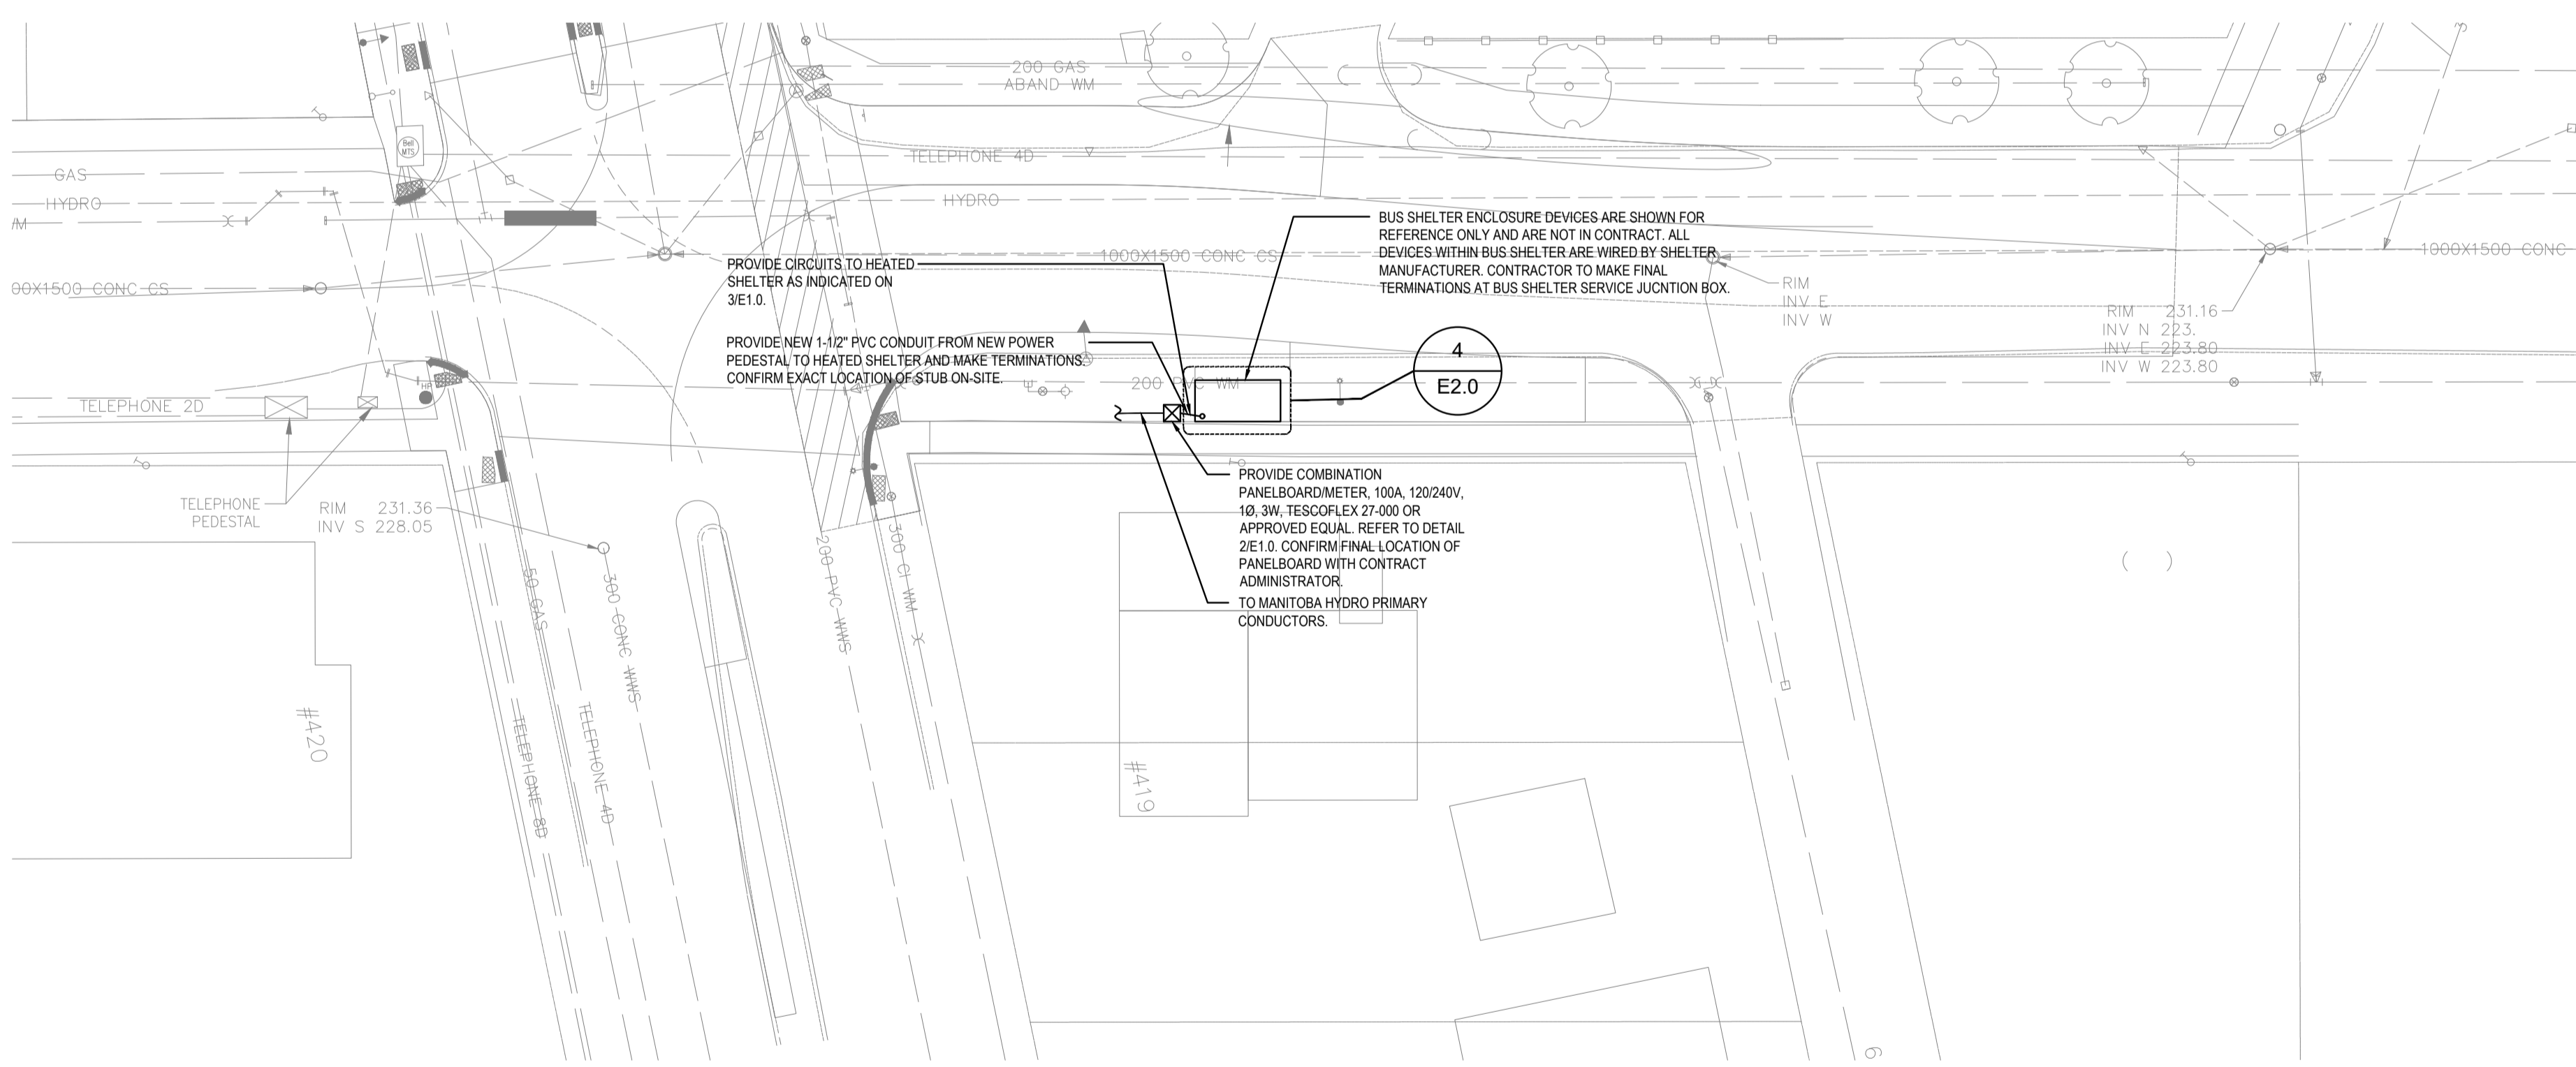 200 GAS
ABAND WM
Bell
MTS
TELEPHONE 4D
GAS
HYDRO
HYDRO
/M
BUS SHELTER ENCLOSURE DEVICES ARE SHOWN FOR
REFERENCE ONLY AND ARE NOT IN CONTRACT. ALL
DEVICES WITHIN BUS SHELTER ARE WIRED BY SHELTER
MANUFACTURER. CONTRACTOR TO MAKE FINAL
TERMINATIONS AT BUS SHELTER SERVICE JUCNTION BOX.
1000X1500 CONC CS
1000X1500 CONC
00X1500 CONC CS
PROVIDE CIRCUITS TO HEATED
SHELTER AS INDICATED ON
3/E1.0.
RIM
INV E
INV W
RIM 231.16
INV N 223.
INV E 223.80
INV W 223.80
PROVIDE NEW 1-1/2" PVC CONDUIT FROM NEW POWER
PEDESTAL TO HEATED SHELTER AND MAKE TERMINATIONS.
CONFIRM EXACT LOCATION OF STUB ON-SITE.
4
E2.0
200 PVC WM
HP
TELEPHONE 2D
TELEPHONE
PEDESTAL
RIM 231.36
INV S 228.05
PROVIDE COMBINATION
PANELBOARD/METER, 100A, 120/240V,
1Ø, 3W, TESCOFLEX 27-000 OR
APPROVED EQUAL. REFER TO DETAIL
2/E1.0. CONFIRM FINAL LOCATION OF
PANELBOARD WITH CONTRACT
ADMINISTRATOR.
TO MANITOBA HYDRO PRIMARY
CONDUCTORS.
50 GAS
300 CONC WWS
200 PVC WWS
300 CI WM
TELEPHONE 8D
TELEPHONE 4D
#420
#419
( )
6